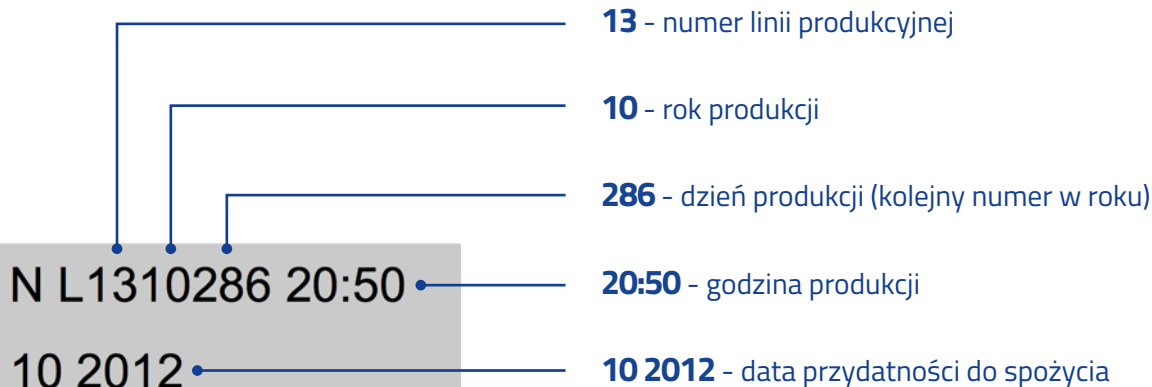 13 - numer linii produkcyjnej
10 - rok produkcji
286 - dzień produkcji (kolejny numer w roku)
N L1310286 20:50
20:50 - godzina produkcji
10 2012
10 2012 - data przydatności do spożycia